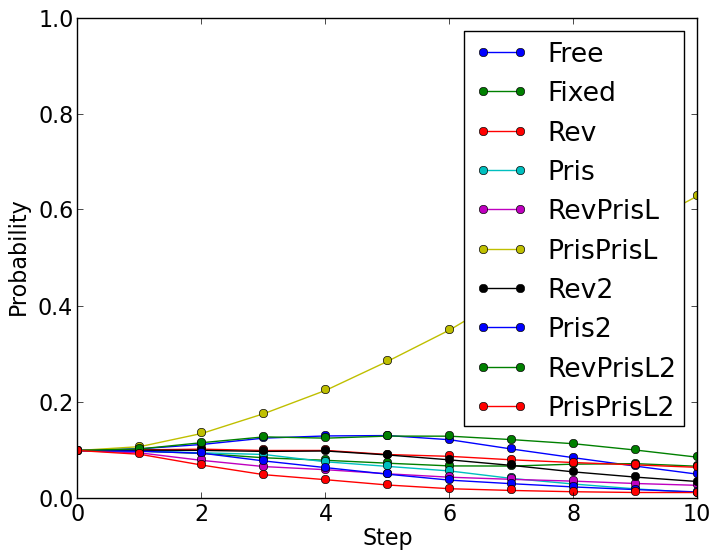 1.0
0.8
0.6
0.4
0.2
0.0
Probability
0 2 4 6 8 10
Step
Free
Fixed
Rev
Pris
RevPrisL
PrisPrisL
Rev2
Pris2
RevPrisL2
PrisPrisL2